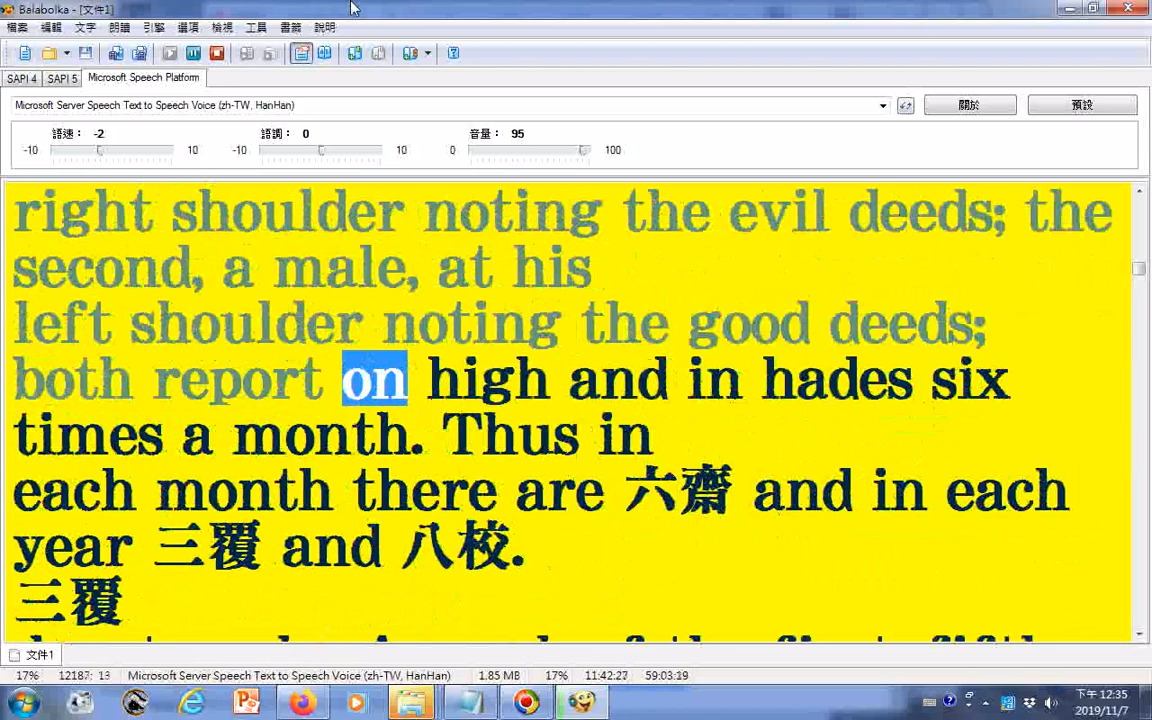 Balabolka - [文件1]
檔案 編輯 文字 朗讀 引擎 選項 檢視 工具 書籤 說明
SAPI 4 SAPI 5 Microsoft Speech Platform
Microsoft Server Speech Text to Speech Voice (zh-TW, HanHan) 關於 預設
語速： -2 語調： 0 音量： 95
-10 10 -10 10 0 100
right shoulder noting the evil deeds; the
second, a male, at his
left shoulder noting the good deeds;
both report on high and in hades six
times a month. Thus in
each month there are 六齋 and in each
year 三覆 and 八校.
三覆
文件1
17% 12187: 13 Microsoft Server Speech Text to Speech Voice (zh-TW, HanHan) 1.85 MB 17% 11:42:27 59:03:19
下午 12:35
2019/11/7